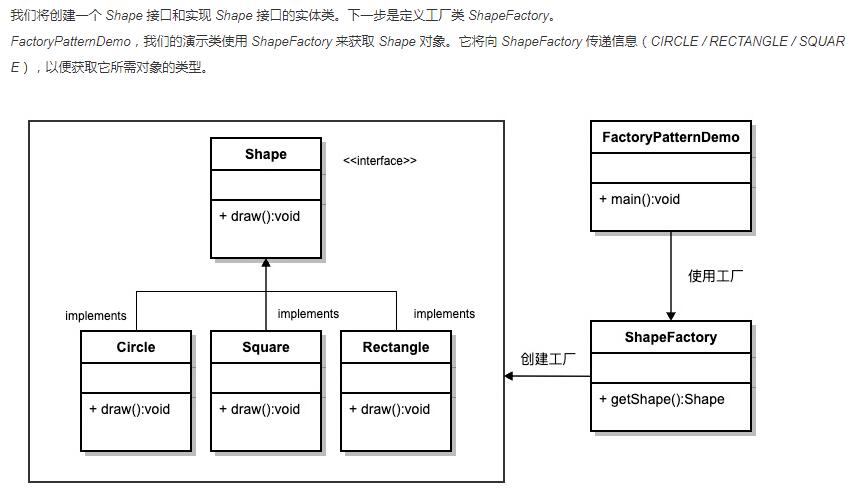 我们将创建一个 Shape 接口和实现 Shape 接口的实体类。下一步是定义工厂类 ShapeFactory。
FactoryPatternDemo，我们的演示类使用 ShapeFactory 来获取 Shape 对象。它将向 ShapeFactory 传递信息（CIRCLE / RECTANGLE / SQUAR
E），以便获取它所需对象的类型。
Shape
<<interface>>
+ draw():void
implements
implements
implements
Circle
Square
Rectangle
+ draw():void
+ draw():void
+ draw():void
FactoryPatternDemo
+ main():void
使用工厂
创建工厂
ShapeFactory
+ getShape():Shape